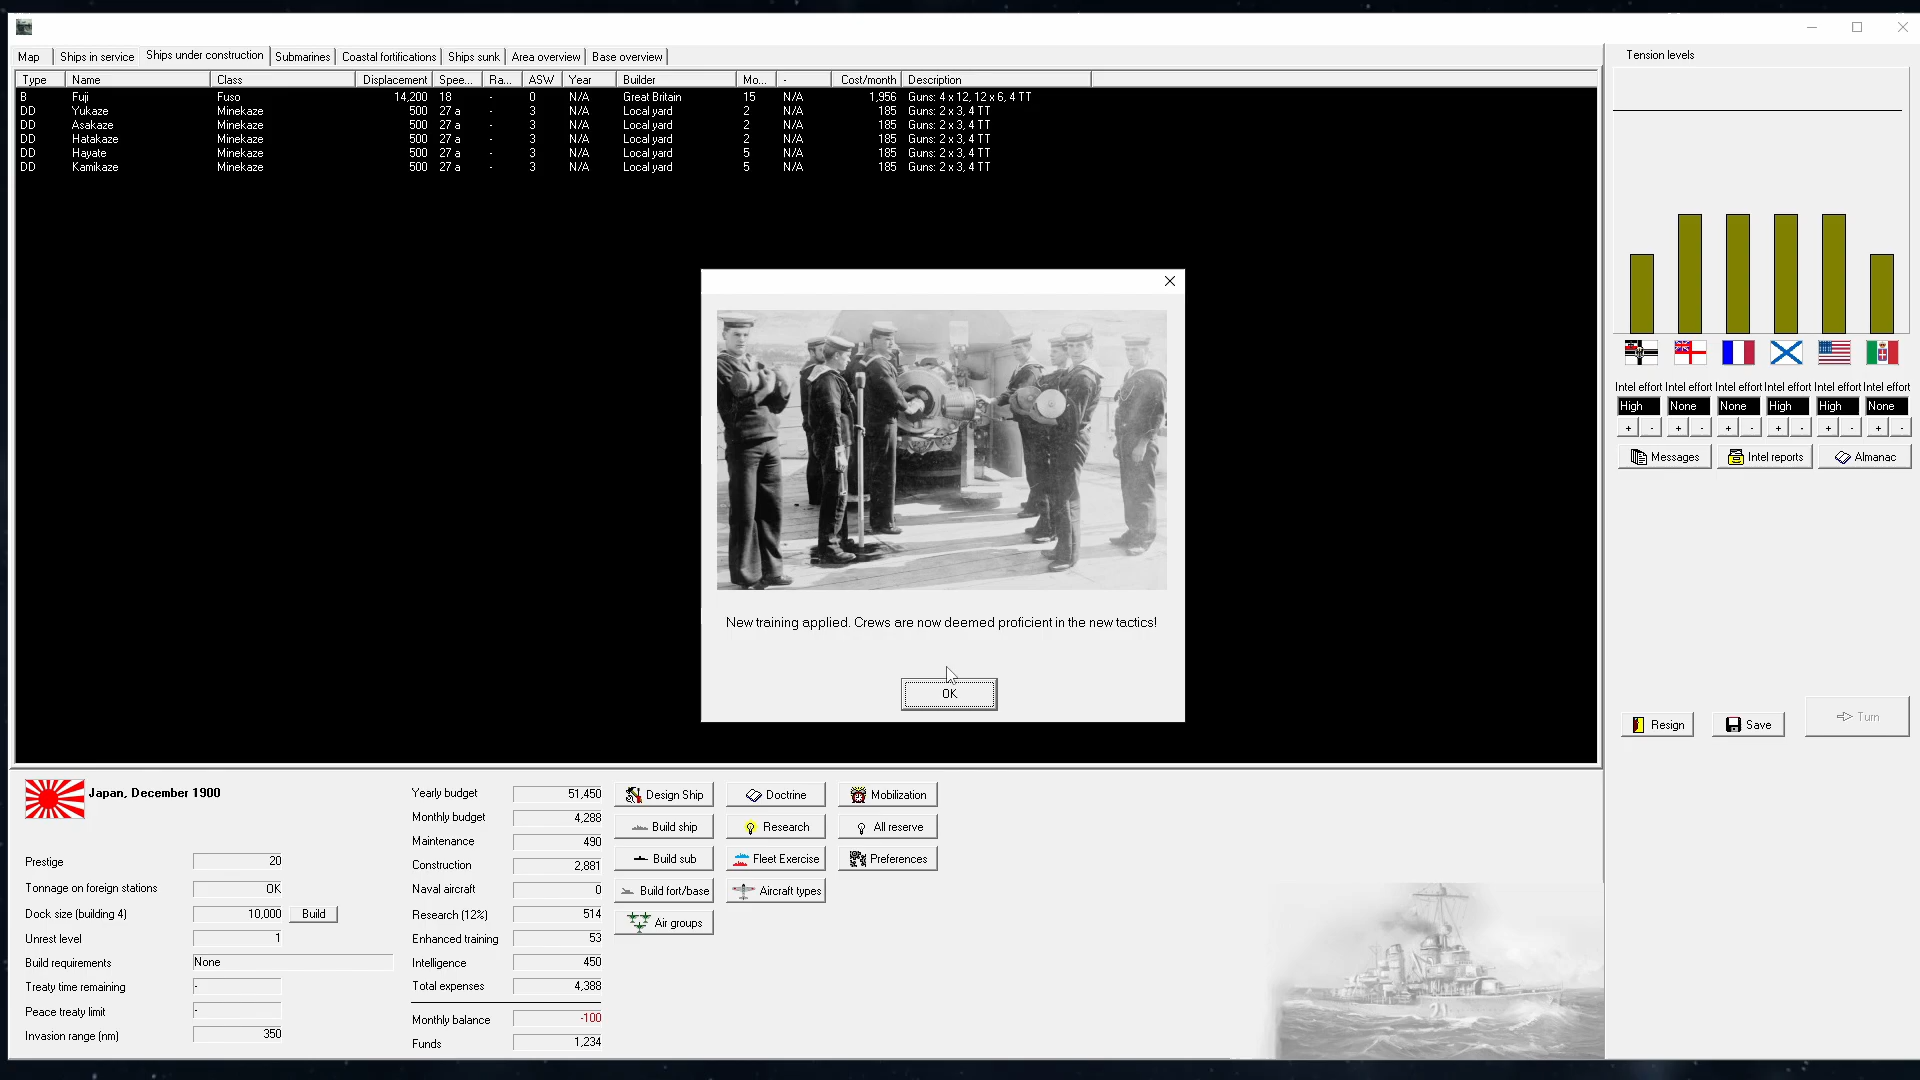 Map Ships in service Ships under construction Submarines Coastal fortifications Ships sunk Area overview Base overview
Type Name Class Displacement Spee... Ra... ASW Year Builder Mo... - Cost/month Description
B Fuji Fuso 14,200 18 - 0 N/A Great Britain 15 N/A 1,956 Guns: 4 x 12, 12 x 6, 4 TT
DD Yukaze Minekaze 500 27 a - 3 N/A Local yard 2 N/A 185 Guns: 2 x 3, 4 TT
DD Asakaze Minekaze 500 27 a - 3 N/A Local yard 2 N/A 185 Guns: 2 x 3, 4 TT
DD Hatakaze Minekaze 500 27 a - 3 N/A Local yard 2 N/A 185 Guns: 2 x 3, 4 TT
DD Hayate Minekaze 500 27 a - 3 N/A Local yard 5 N/A 185 Guns: 2 x 3, 4 TT
DD Kamikaze Minekaze 500 27 a - 3 N/A Local yard 5 N/A 185 Guns: 2 x 3, 4 TT
New training applied. Crews are now deemed proficient in the new tactics!
OK
Tension levels
Intel effort Intel effort Intel effort Intel effort Intel effort Intel effort
High None None High High None
+ - + - + - + - + - + -
Messages Intel reports Almanac
Resign Save Turn
Japan, December 1900
Prestige 20
Tonnage on foreign stations OK
Dock size (building 4) 10,000 Build
Unrest level 1
Build requirements None
Treaty time remaining -
Peace treaty limit -
Invasion range (nm) 350
Yearly budget 51,450
Monthly budget 4,288
Maintenance 490
Construction 2,881
Naval aircraft 0
Research (12%) 514
Enhanced training 53
Intelligence 450
Total expenses 4,388
Monthly balance -100
Funds 1,234
Design Ship Doctrine Mobilization
Build ship Research All reserve
Build sub Fleet Exercise Preferences
Build fort/base Aircraft types
Air groups